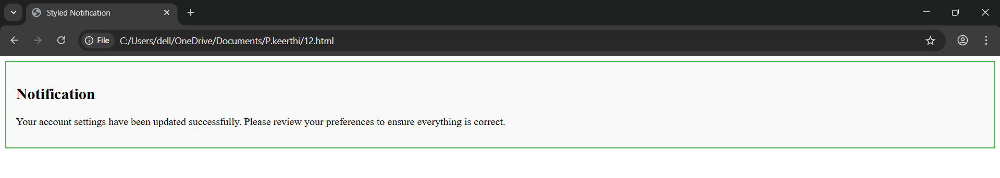 Styled Notification
File C:/Users/dell/OneDrive/Documents/P.keerthi/12.html
Notification
Your account settings have been updated successfully. Please review your preferences to ensure everything is correct.